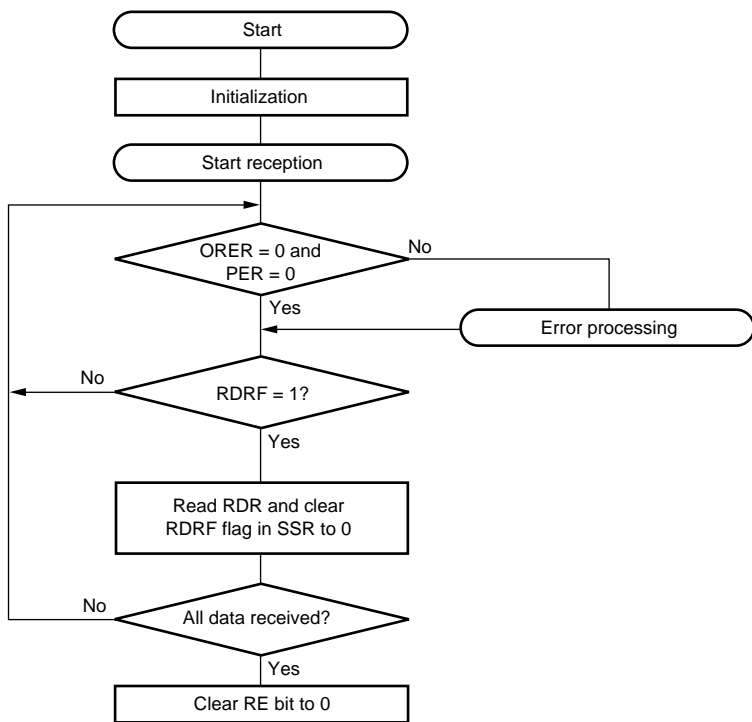 Start
Initialization
Start reception
ORER = 0 and
PER = 0
No
Yes
Error processing
No
RDRF = 1?
Yes
Read RDR and clear
RDRF flag in SSR to 0
No
All data received?
Yes
Clear RE bit to 0